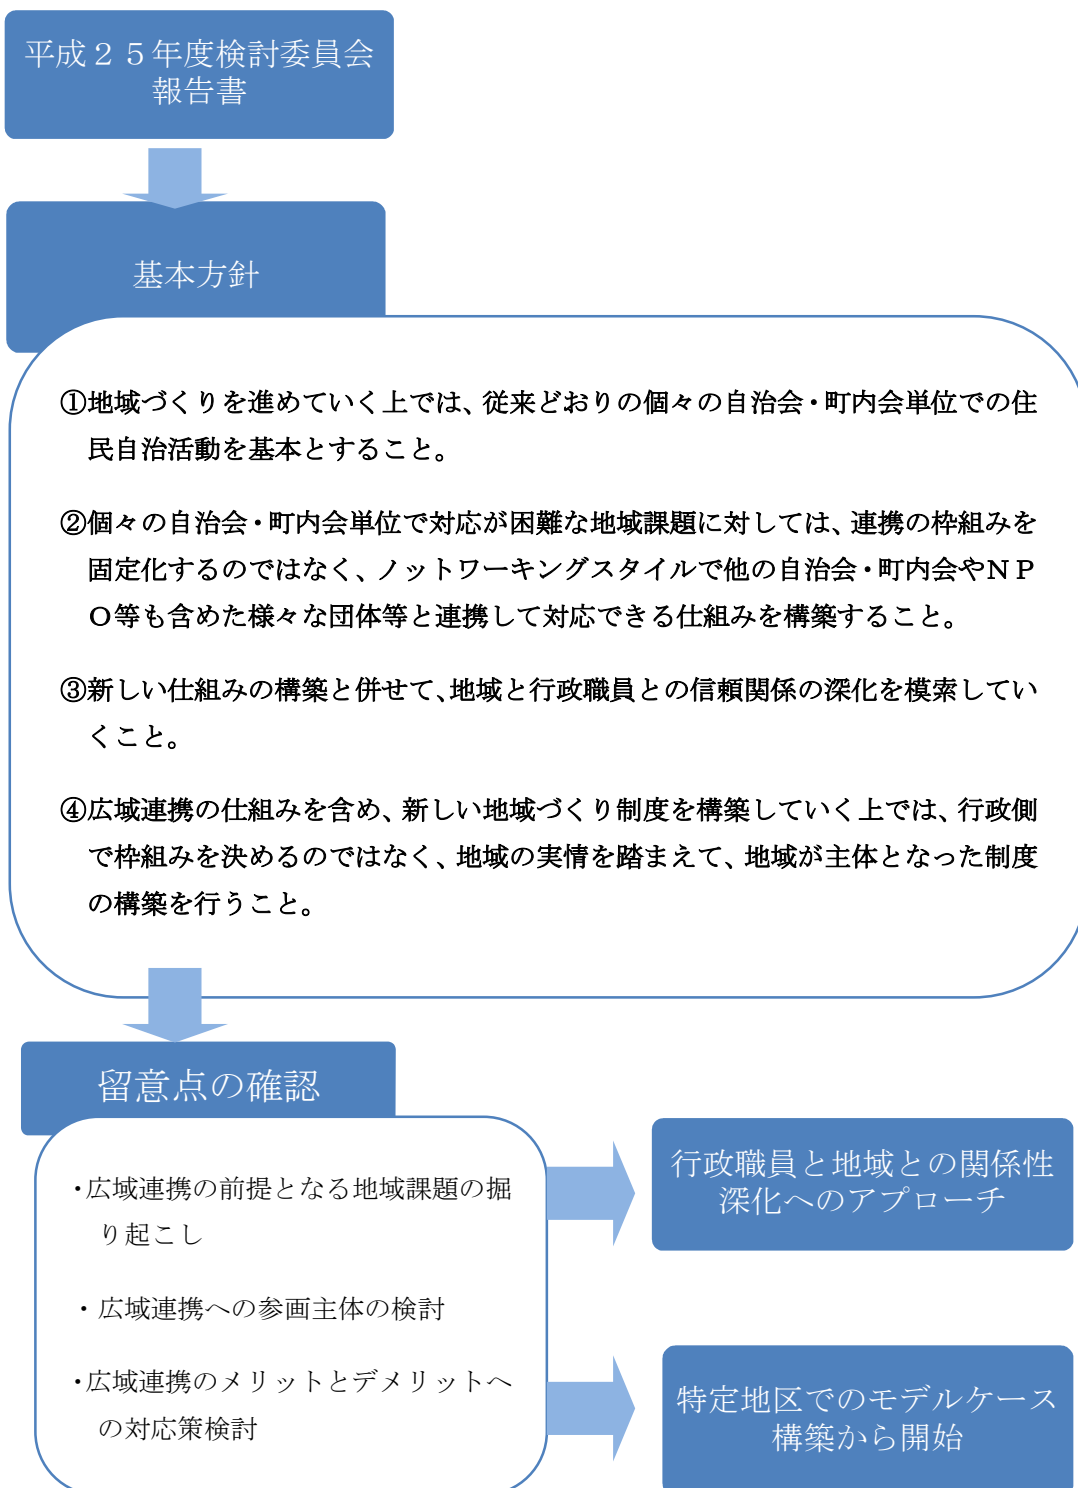 平成２５年度検討委員会
報告書
基本方針
①地域づくりを進めていく上では、従来どおりの個々の自治会・町内会単位での住
民自治活動を基本とすること。
②個々の自治会・町内会単位で対応が困難な地域課題に対しては、連携の枠組みを
固定化するのではなく、ノットワーキングスタイルで他の自治会・町内会やＮＰ
Ｏ等も含めた様々な団体等と連携して対応できる仕組みを構築すること。
③新しい仕組みの構築と併せて、地域と行政職員との信頼関係の深化を模索してい
くこと。
④広域連携の仕組みを含め、新しい地域づくり制度を構築していく上では、行政側
で枠組みを決めるのではなく、地域の実情を踏まえて、地域が主体となった制度
の構築を行うこと。
留意点の確認
・広域連携の前提となる地域課題の掘
り起こし
・広域連携への参画主体の検討
・広域連携のメリットとデメリットへ
の対応策検討
行政職員と地域との関係性
深化へのアプローチ
特定地区でのモデルケース
構築から開始